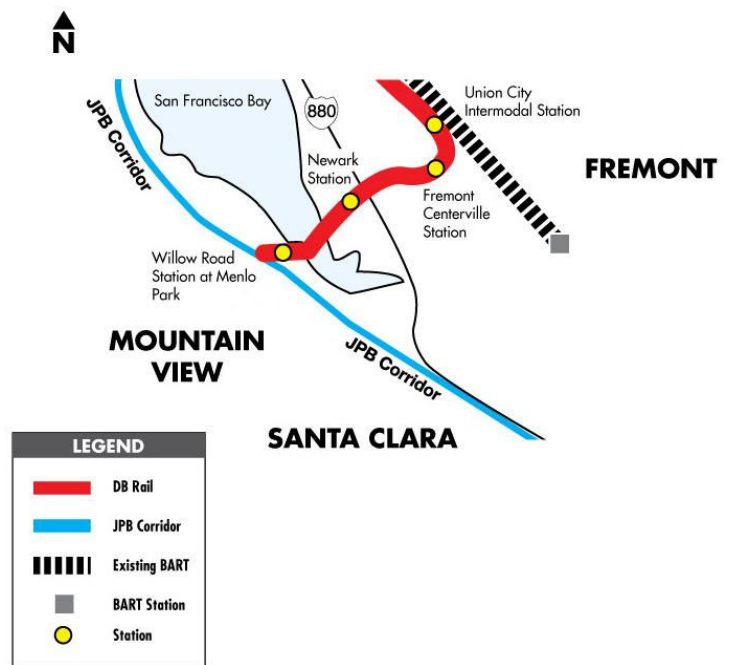 N
JPB Corridor
San Francisco Bay
880
Union City
Intermodal Station
Newark
Station
FREMONT
Fremont
Centerville
Station
Willow Road
Station at Menlo
Park
MOUNTAIN
VIEW
JPB Corridor
SANTA CLARA
LEGEND
DB Rail
JPB Corridor
Existing BART
BART Station
Station